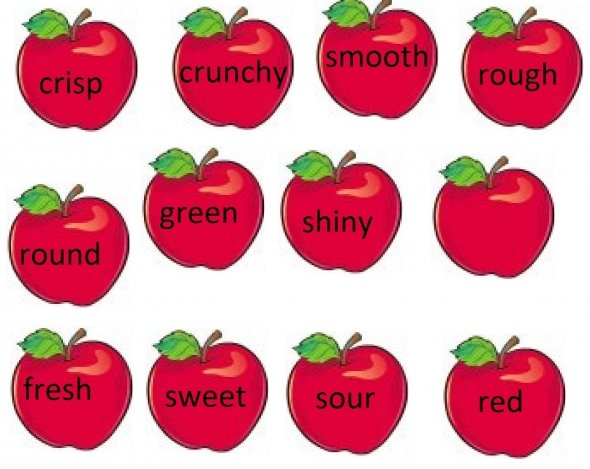 crisp
crunchy
smooth
rough
round
green
shiny
fresh
sweet
sour
red